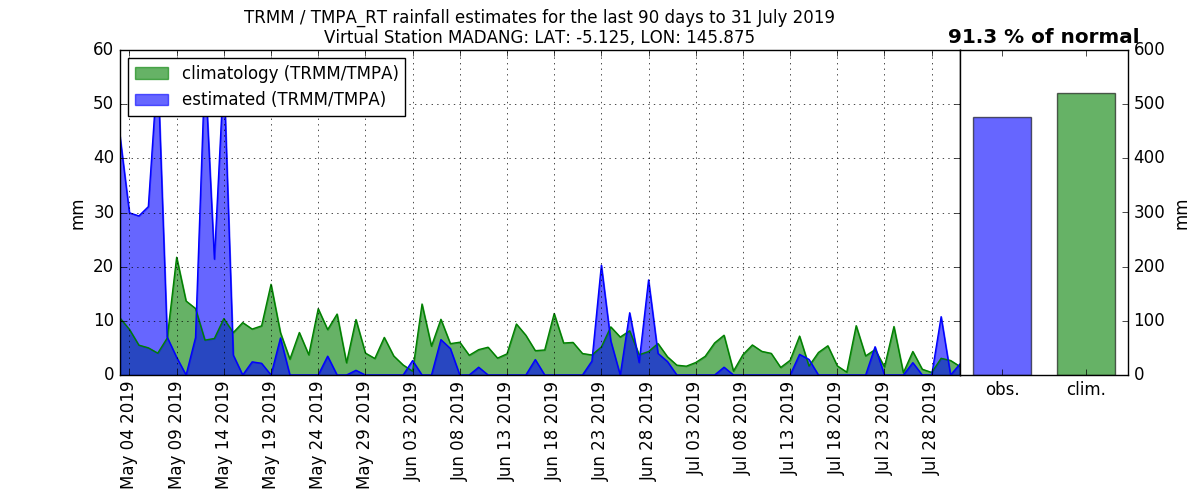 TRMM / TMPA_RT rainfall estimates for the last 90 days to 31 July 2019
Virtual Station MADANG: LAT: -5.125, LON: 145.875
91.3 % of normal
climatology (TRMM/TMPA)
estimated (TRMM/TMPA)
60
50
40
30
20
10
0
mm
May 04 2019
May 09 2019
May 14 2019
May 19 2019
May 24 2019
May 29 2019
Jun 03 2019
Jun 08 2019
Jun 13 2019
Jun 18 2019
Jun 23 2019
Jun 28 2019
Jul 03 2019
Jul 08 2019
Jul 13 2019
Jul 18 2019
Jul 23 2019
Jul 28 2019
obs.
clim.
600
500
400
300
200
100
0
mm